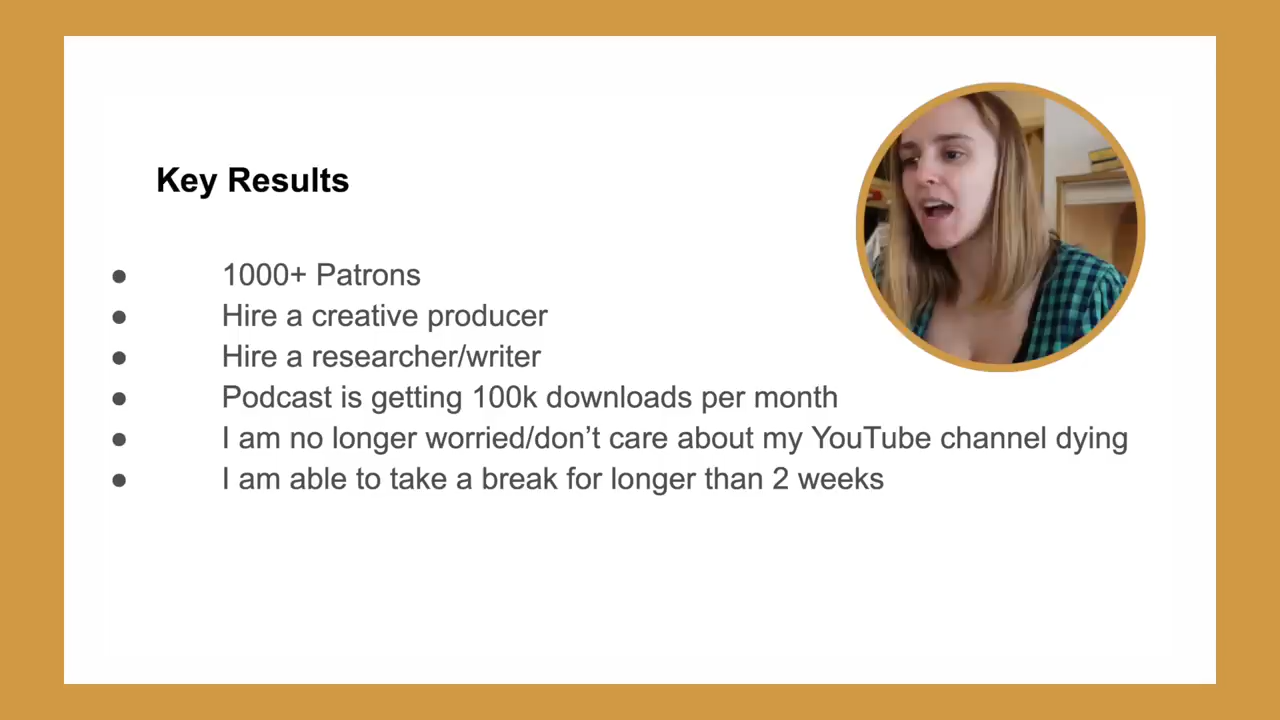 Key Results
● 1000+ Patrons
● Hire a creative producer
● Hire a researcher/writer
● Podcast is getting 100k downloads per month
● I am no longer worried/don’t care about my YouTube channel dying
● I am able to take a break for longer than 2 weeks